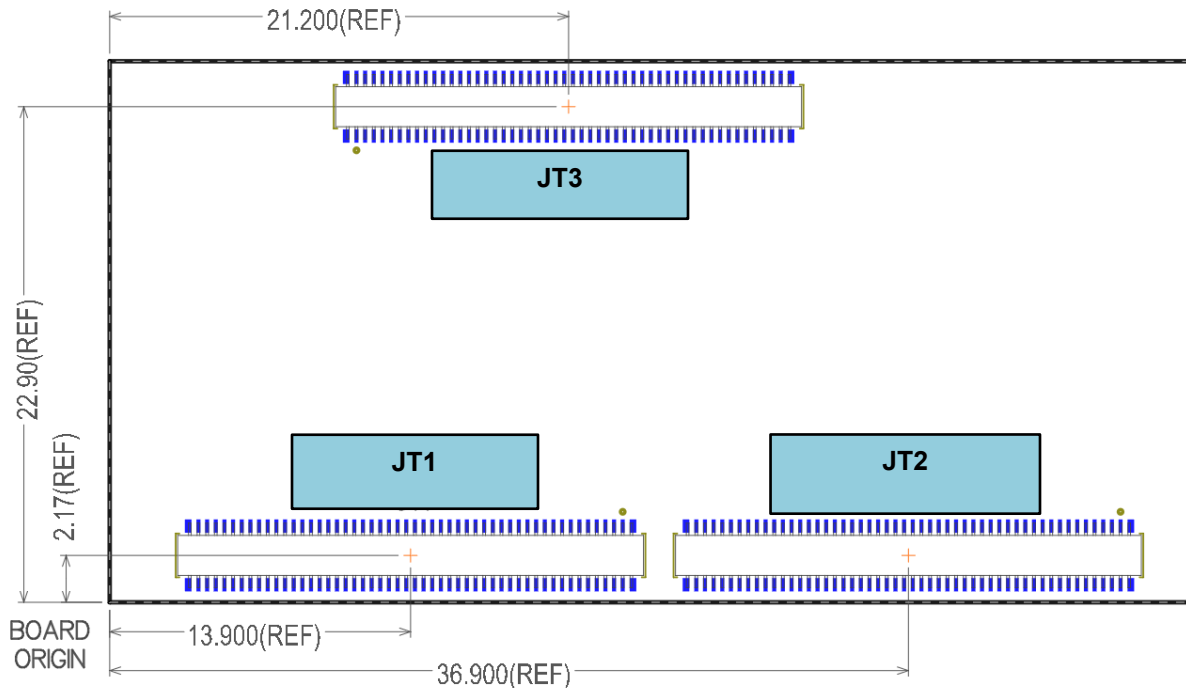 21.200(REF)
JT3
22.90(REF)
2.17(REF)
JT1
JT2
BOARD
ORIGIN
13.900(REF)
36.900(REF)